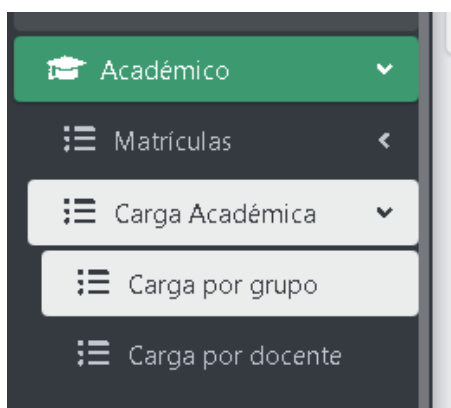 Académico
Matrículas
Carga Académica
Carga por grupo
Carga por docente